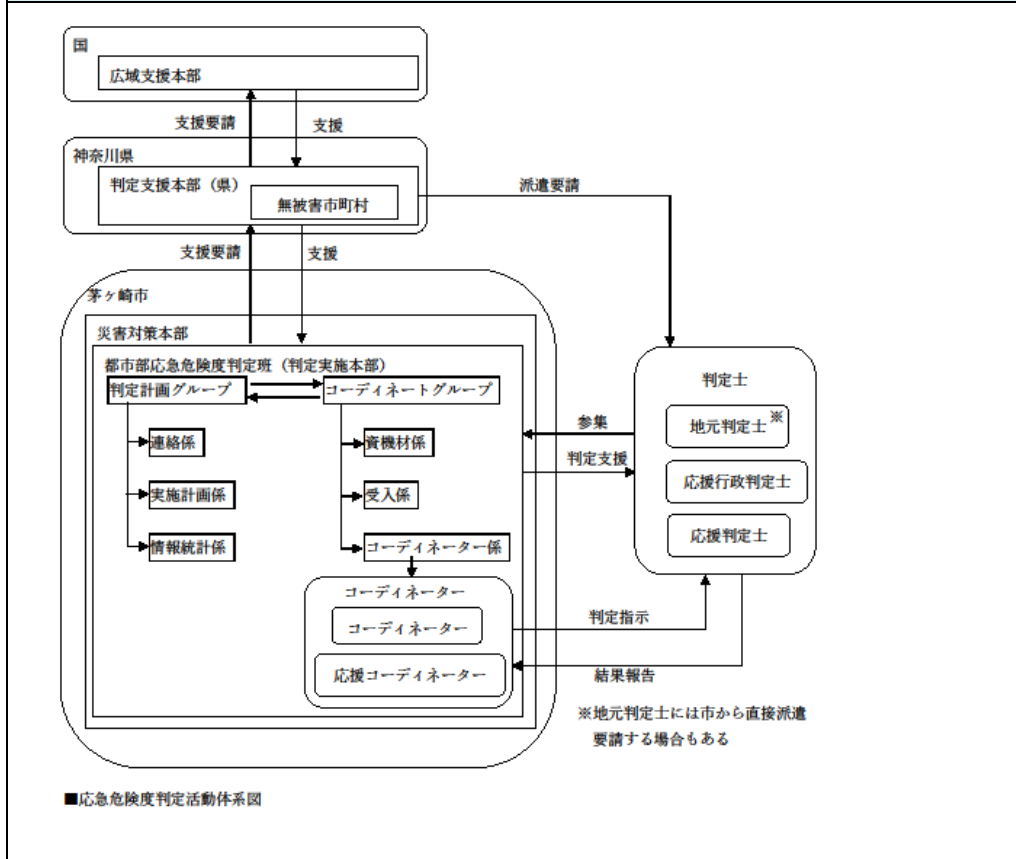 国
広域支援本部
支援要請
支援
神奈川県
判定支援本部（県）
無被害市町村
派遣要請
支援要請
支援
茅ヶ崎市
災害対策本部
都市部応急危険度判定班（判定実施本部）
判定計画グループ
コーディネートグループ
連絡係
資機材係
実施計画係
受入係
情報統計係
コーディネーター係
コーディネーター
コーディネーター
応援コーディネーター
参集
判定支援
判定士
地元判定士※
応援行政判定士
応援判定士
判定指示
結果報告
※地元判定士には市から直接派遣
要請する場合もある
■応急危険度判定活動体系図